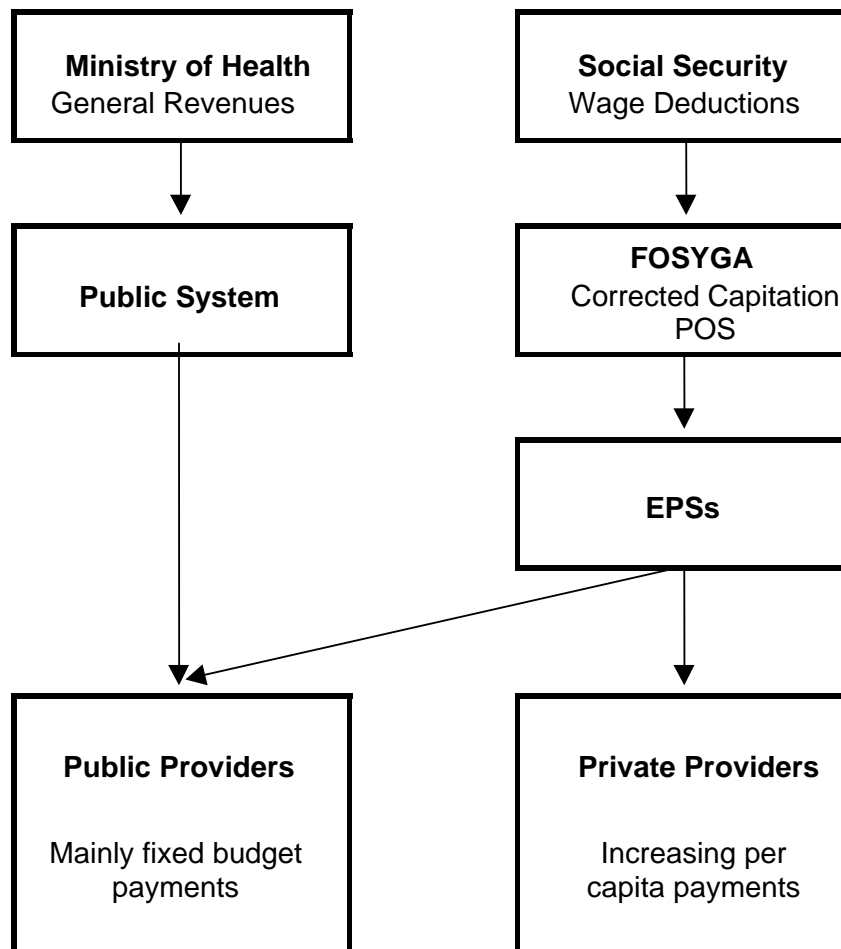 Ministry of Health
General Revenues
Social Security
Wage Deductions
Public System
FOSYGA
Corrected Capitation
POS
EPSs
Public Providers
Mainly fixed budget
payments
Private Providers
Increasing per
capita payments